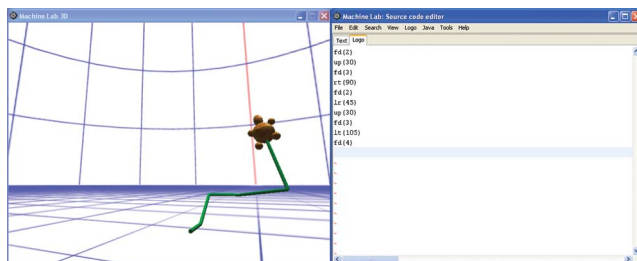 Machine Lab 3D
Machine Lab: Source code editor
File Edit Search View Logo Java Tools Help
Text Logo
fd(2)
up(30)
fd(3)
rt(90)
fd(2)
lr(45)
up(30)
fd(3)
lt(105)
fd(4)